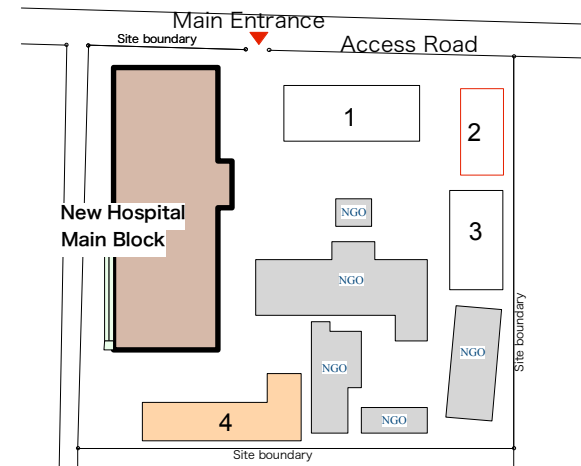 Main Entrance
Site boundary
Access Road
1
2
NGO
New Hospital
Main Block
3
NGO
Site boundary
NGO
NGO
4
NGO
Site boundary